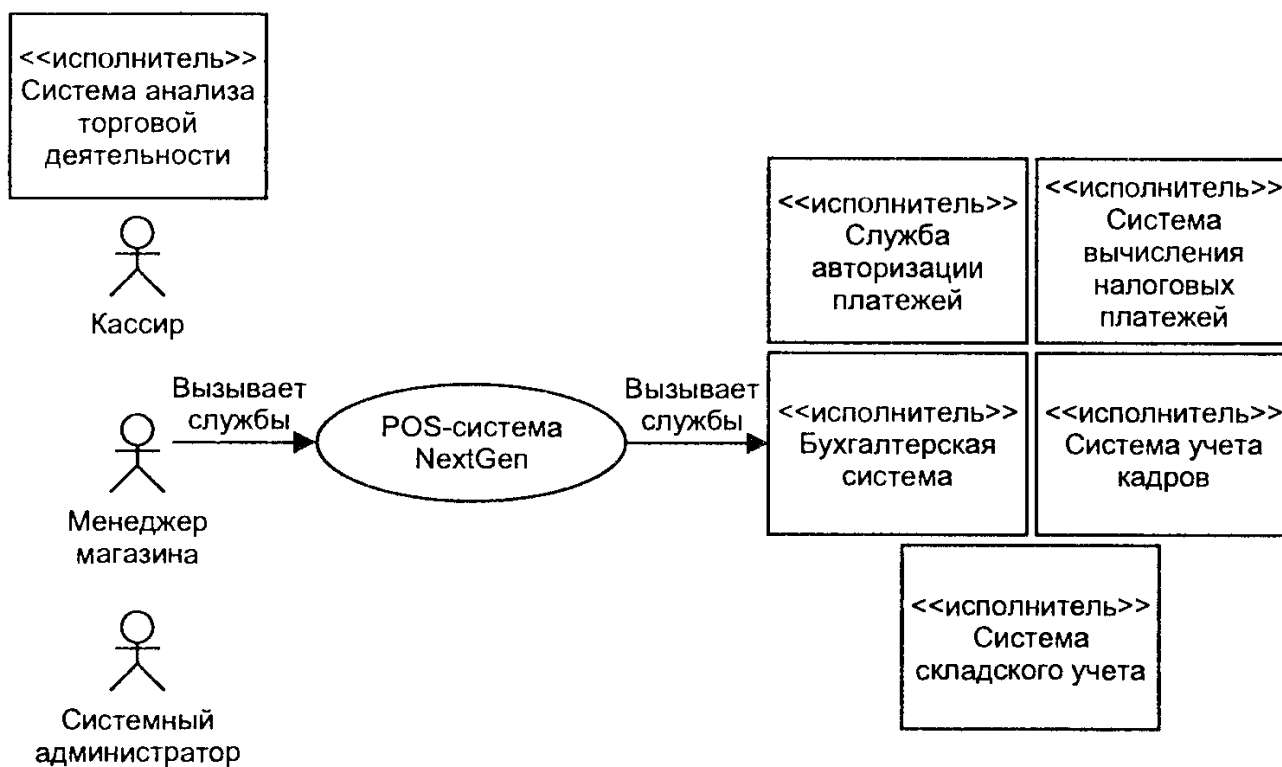 <<исполнитель>>
Система анализа
торговой
деятельности
Кассир
Менеджер
магазина
Системный
администратор
Вызывает
службы
POS-система
NextGen
Вызывает
службы
<<исполнитель>>
Служба
авторизации
платежей
<<исполнитель>>
Система
вычисления
налоговых
платежей
<<исполнитель>>
Бухгалтерская
система
<<исполнитель>>
Система учета
кадров
<<исполнитель>>
Система
складского учета